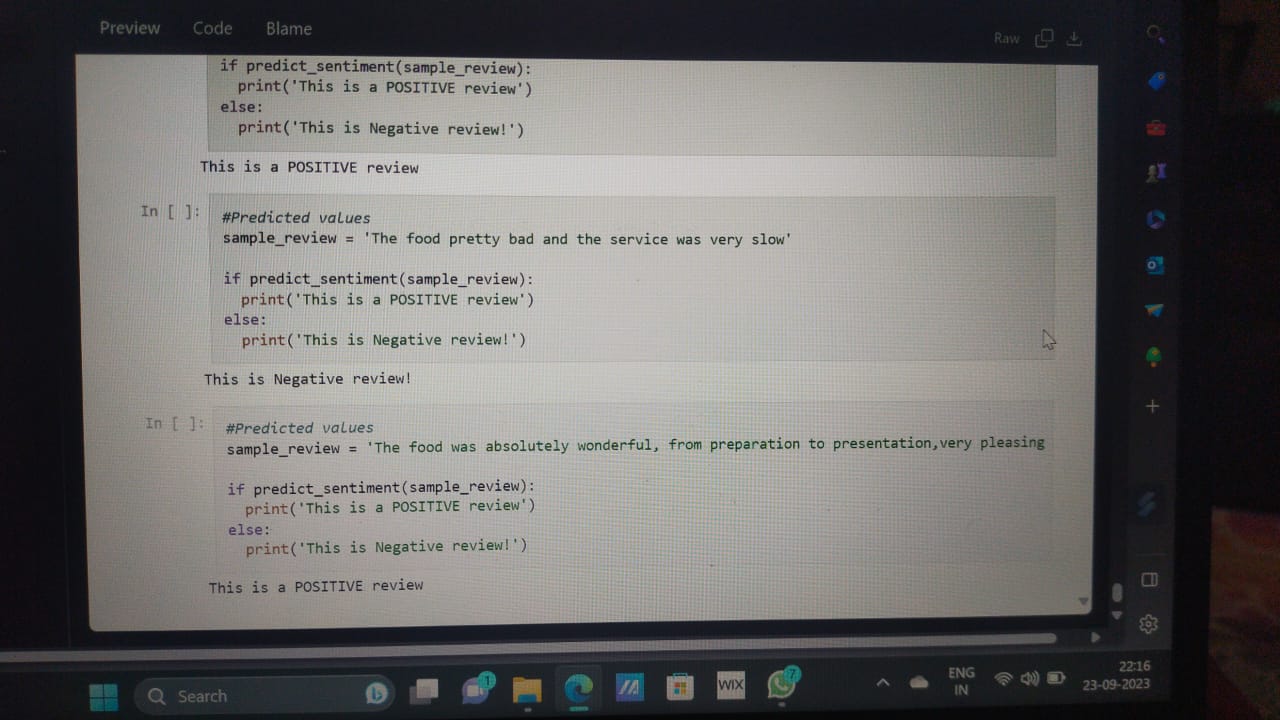 Preview Code Blame
Raw
if predict_sentiment(sample_review):
print('This is a POSITIVE review')
else:
print('This is Negative review!')
This is a POSITIVE review
In [ ]:
#Predicted values
sample_review = 'The food pretty bad and the service was very slow'
if predict_sentiment(sample_review):
print('This is a POSITIVE review')
else:
print('This is Negative review!')
This is Negative review!
In [ ]:
#Predicted values
sample_review = 'The food was absolutely wonderful, from preparation to presentation,very pleasing
if predict_sentiment(sample_review):
print('This is a POSITIVE review')
else:
print('This is Negative review!')
This is a POSITIVE review
Search
1
WIX
7
ENG
IN
22:16
23-09-2023